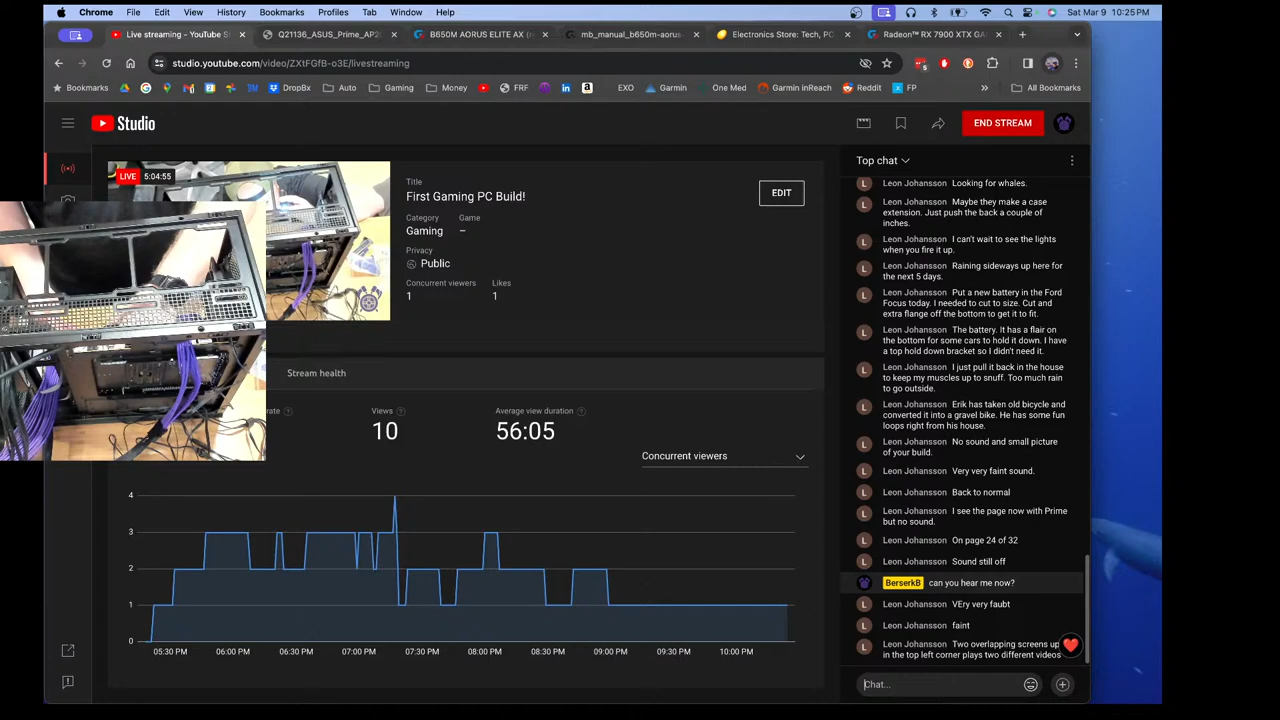 Chrome File Edit View History Bookmarks Profiles Tab Window Help Sat Mar 9 10:25PM
Live streaming - YouTube S Q21136_ASUS_Prime_AP20 B650M AORUS ELITE AX (re mb_manual_b650m-aorus- Electronics Store: Tech, PC Radeon™ RX 7900 XTX GA
studio.youtube.com/video/ZXtFGfB-o3E/livestreaming
Bookmarks DropBx Auto Gaming Money FRF EXO Garmin One Med Garmin inReach Reddit FP All Bookmarks
Studio
END STREAM
LIVE 5:04:55
Title
First Gaming PC Build!
EDIT
Category Game
Gaming –
Privacy
Public
Concurrent viewers Likes
1 1
Stream health
rate Views Average view duration
10 56:05
Concurrent viewers
4
3
2
1
0
05:30 PM 06:00 PM 06:30 PM 07:00 PM 07:30 PM 08:00 PM 08:30 PM 09:00 PM 09:30 PM 10:00 PM
Top chat
Leon Johansson Looking for whales.
Leon Johansson Maybe they make a case
extension. Just push the back a couple of
inches.
Leon Johansson I can't wait to see the lights
when you fire it up.
Leon Johansson Raining sideways up here for
the next 5 days.
Leon Johansson Put a new battery in the Ford
Focus today. I needed to cut to size. Cut and
extra flange off the bottom to get it to fit.
Leon Johansson The battery. It has a flair on
the bottom for some cars to hold it down. I have
a top hold down bracket so I didn't need it.
Leon Johansson I just pull it back in the house
to keep my muscles up to snuff. Too much rain
to go outside.
Leon Johansson Erik has taken old bicycle and
converted it into a gravel bike. He has some fun
loops right from his house.
Leon Johansson No sound and small picture
of your build.
Leon Johansson Very very faint sound.
Leon Johansson Back to normal
Leon Johansson I see the page now with Prime
but no sound.
Leon Johansson On page 24 of 32
Leon Johansson Sound still off
BerserkB can you hear me now?
Leon Johansson VEry very faubt
Leon Johansson faint
Leon Johansson Two overlapping screens up
in the top left corner plays two different videos
Chat...